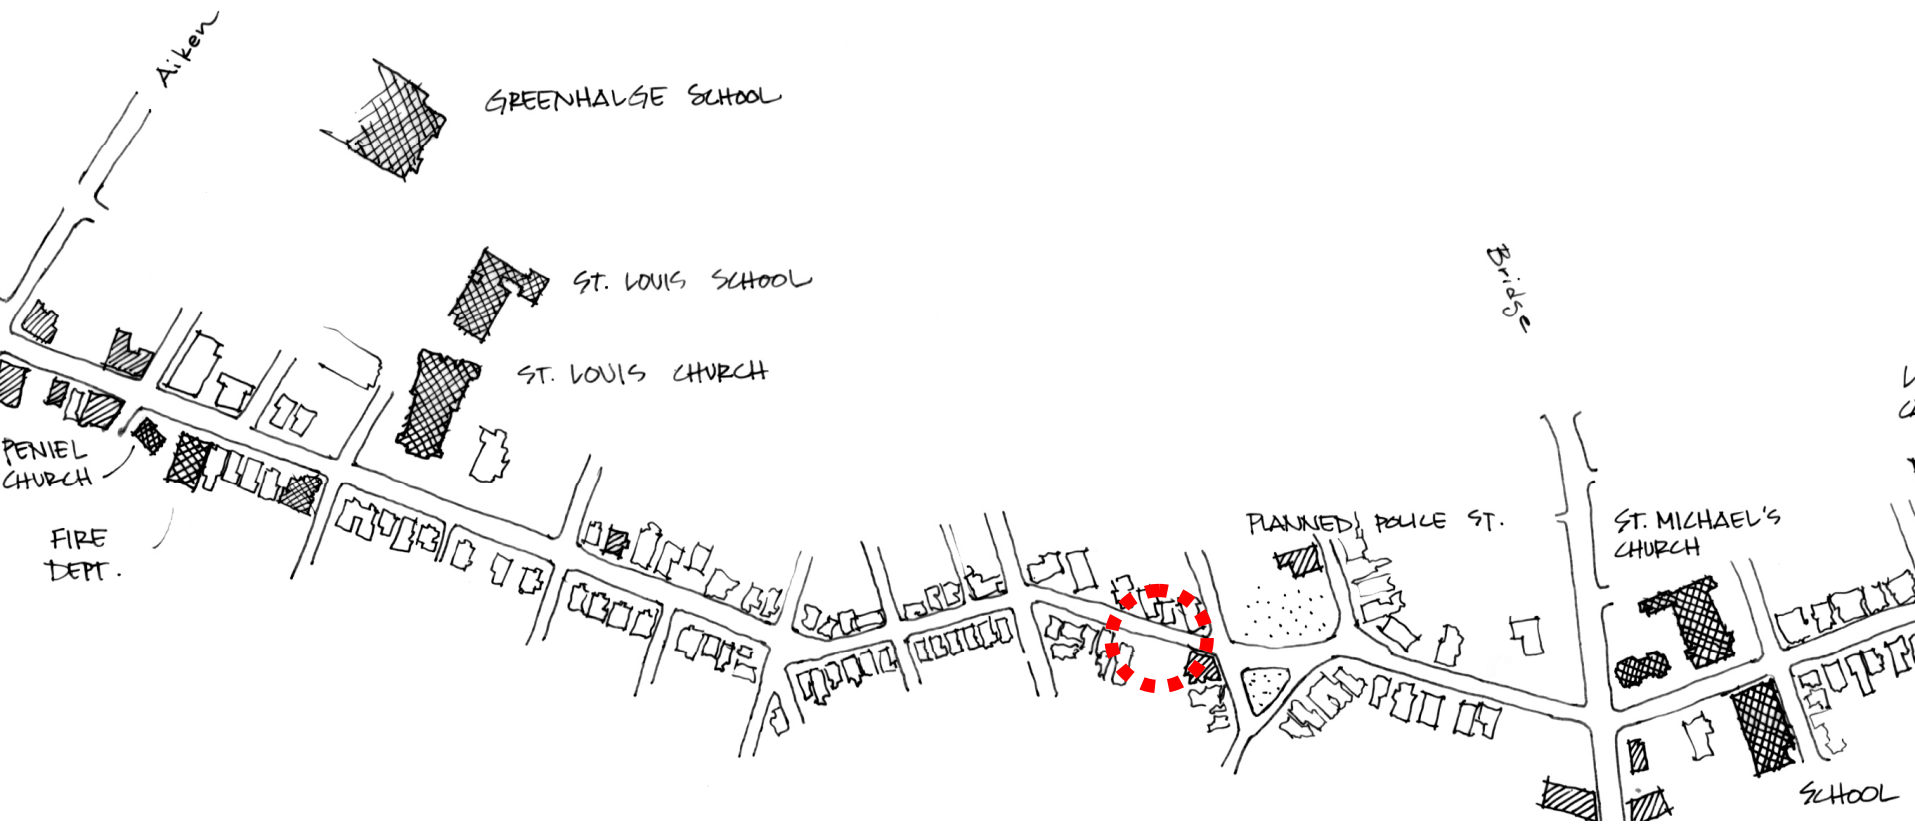 Aiken
GREENHALGE SCHOOL
ST. LOUIS SCHOOL
ST. LOUIS CHURCH
Bridge
PENIEL
CHURCH
FIRE
DEPT.
PLANNED POLICE ST.
ST. MICHAEL'S
CHURCH
SCHOOL